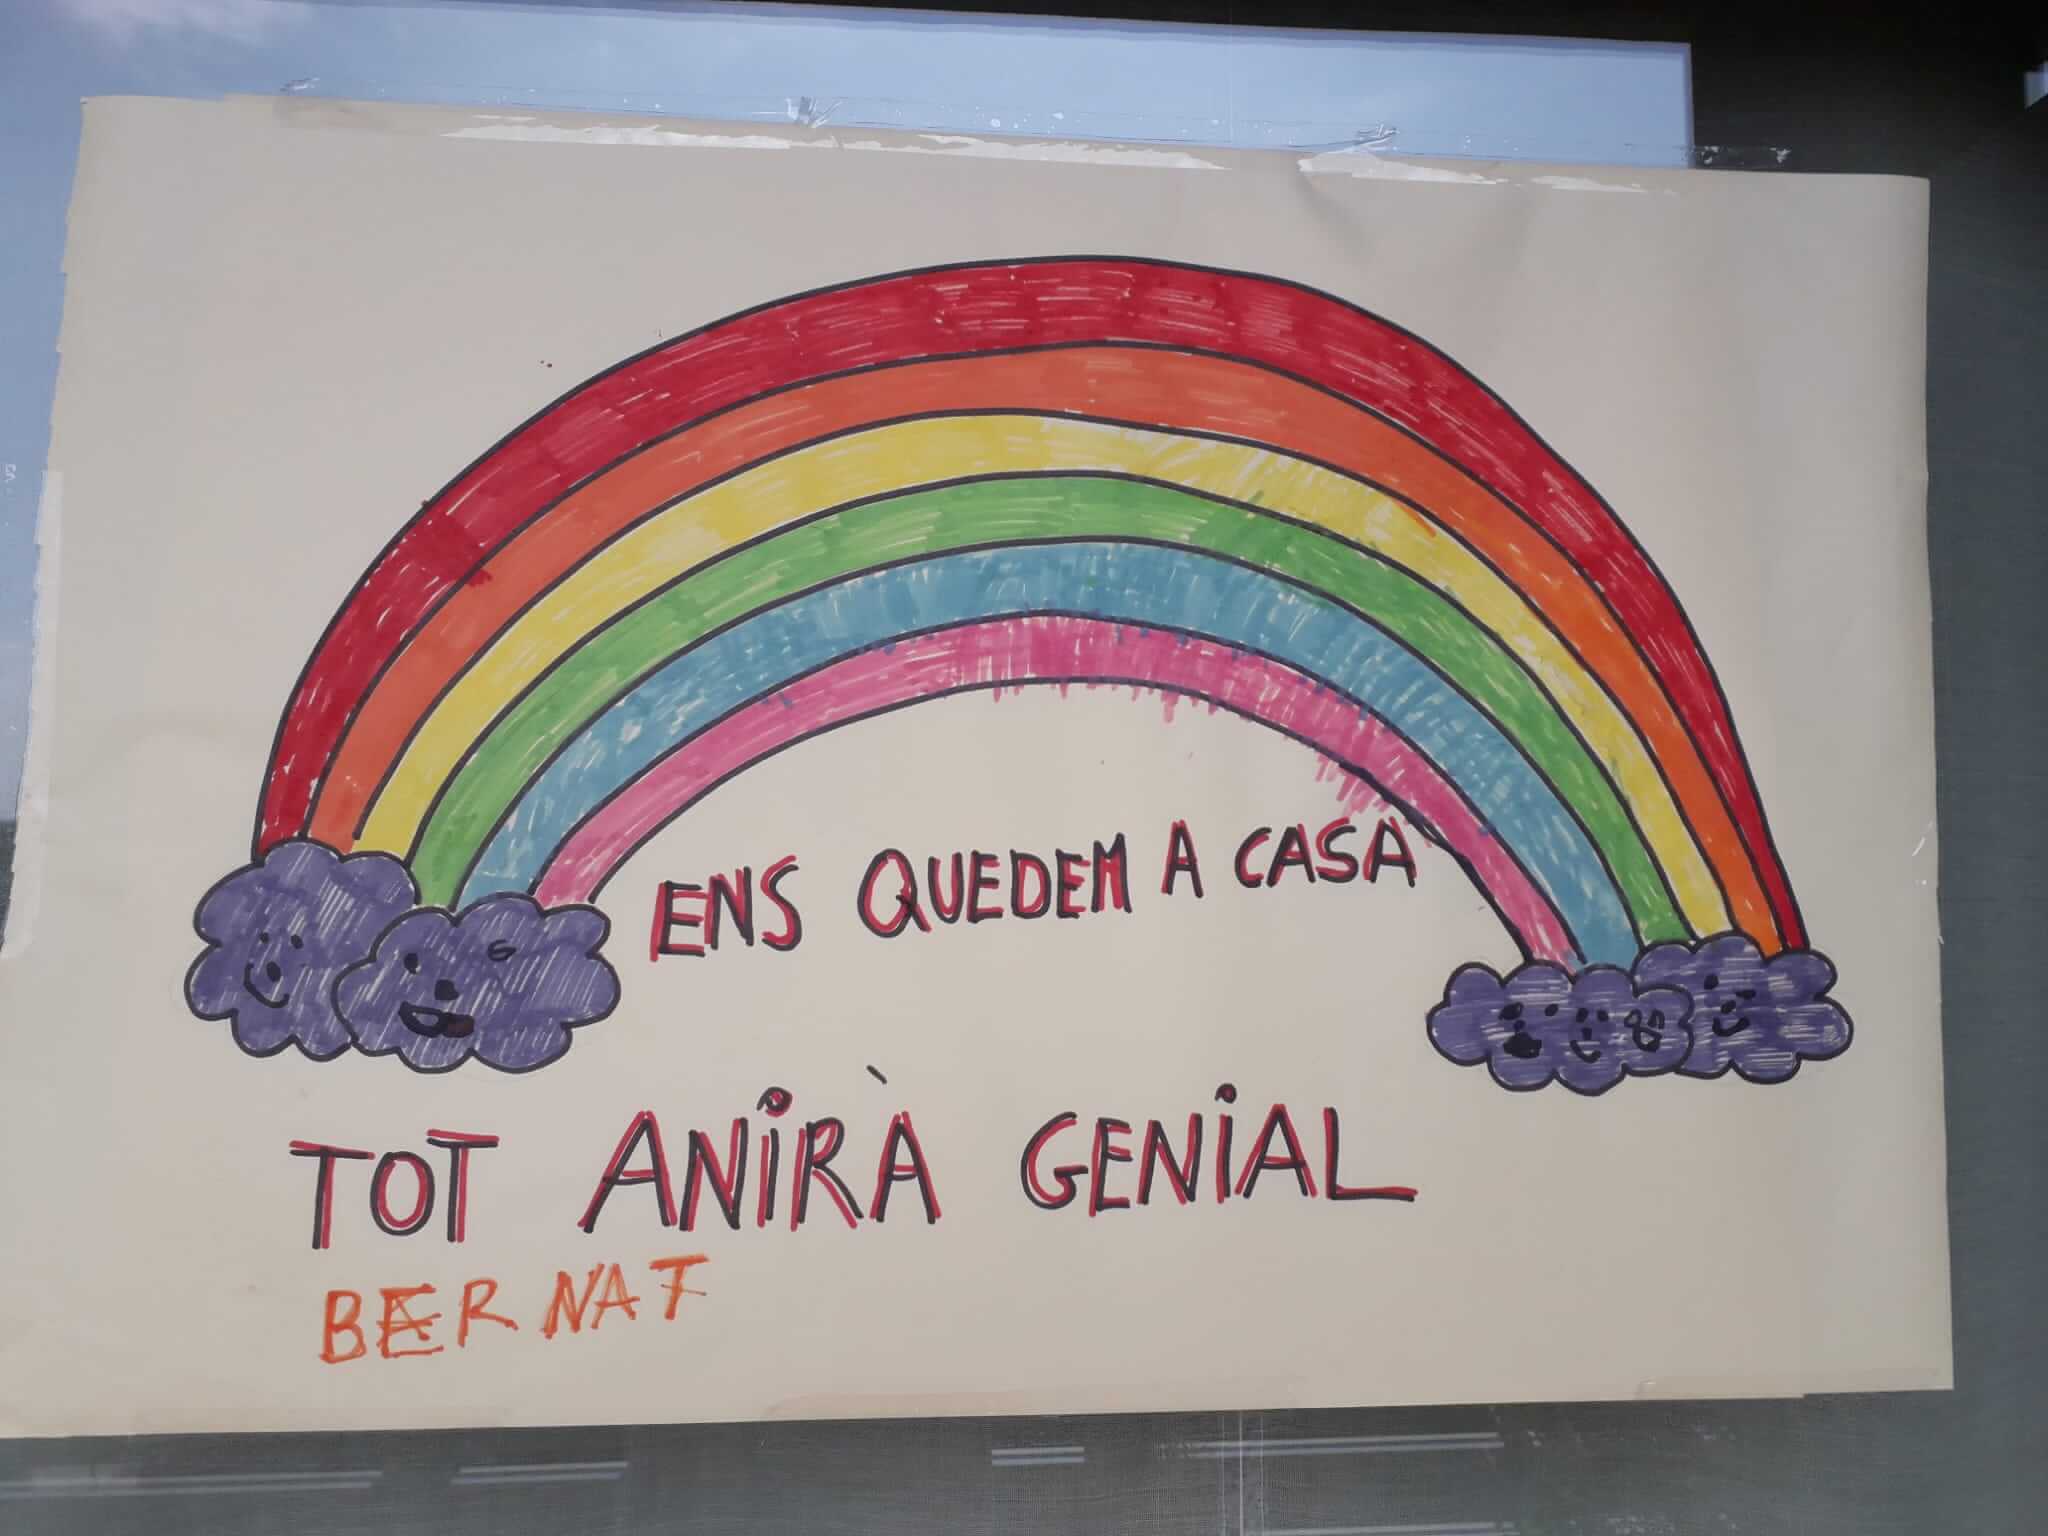 ENS QUEDEM A CASA
TOT ANIRÀ GENIAL
BERNAT